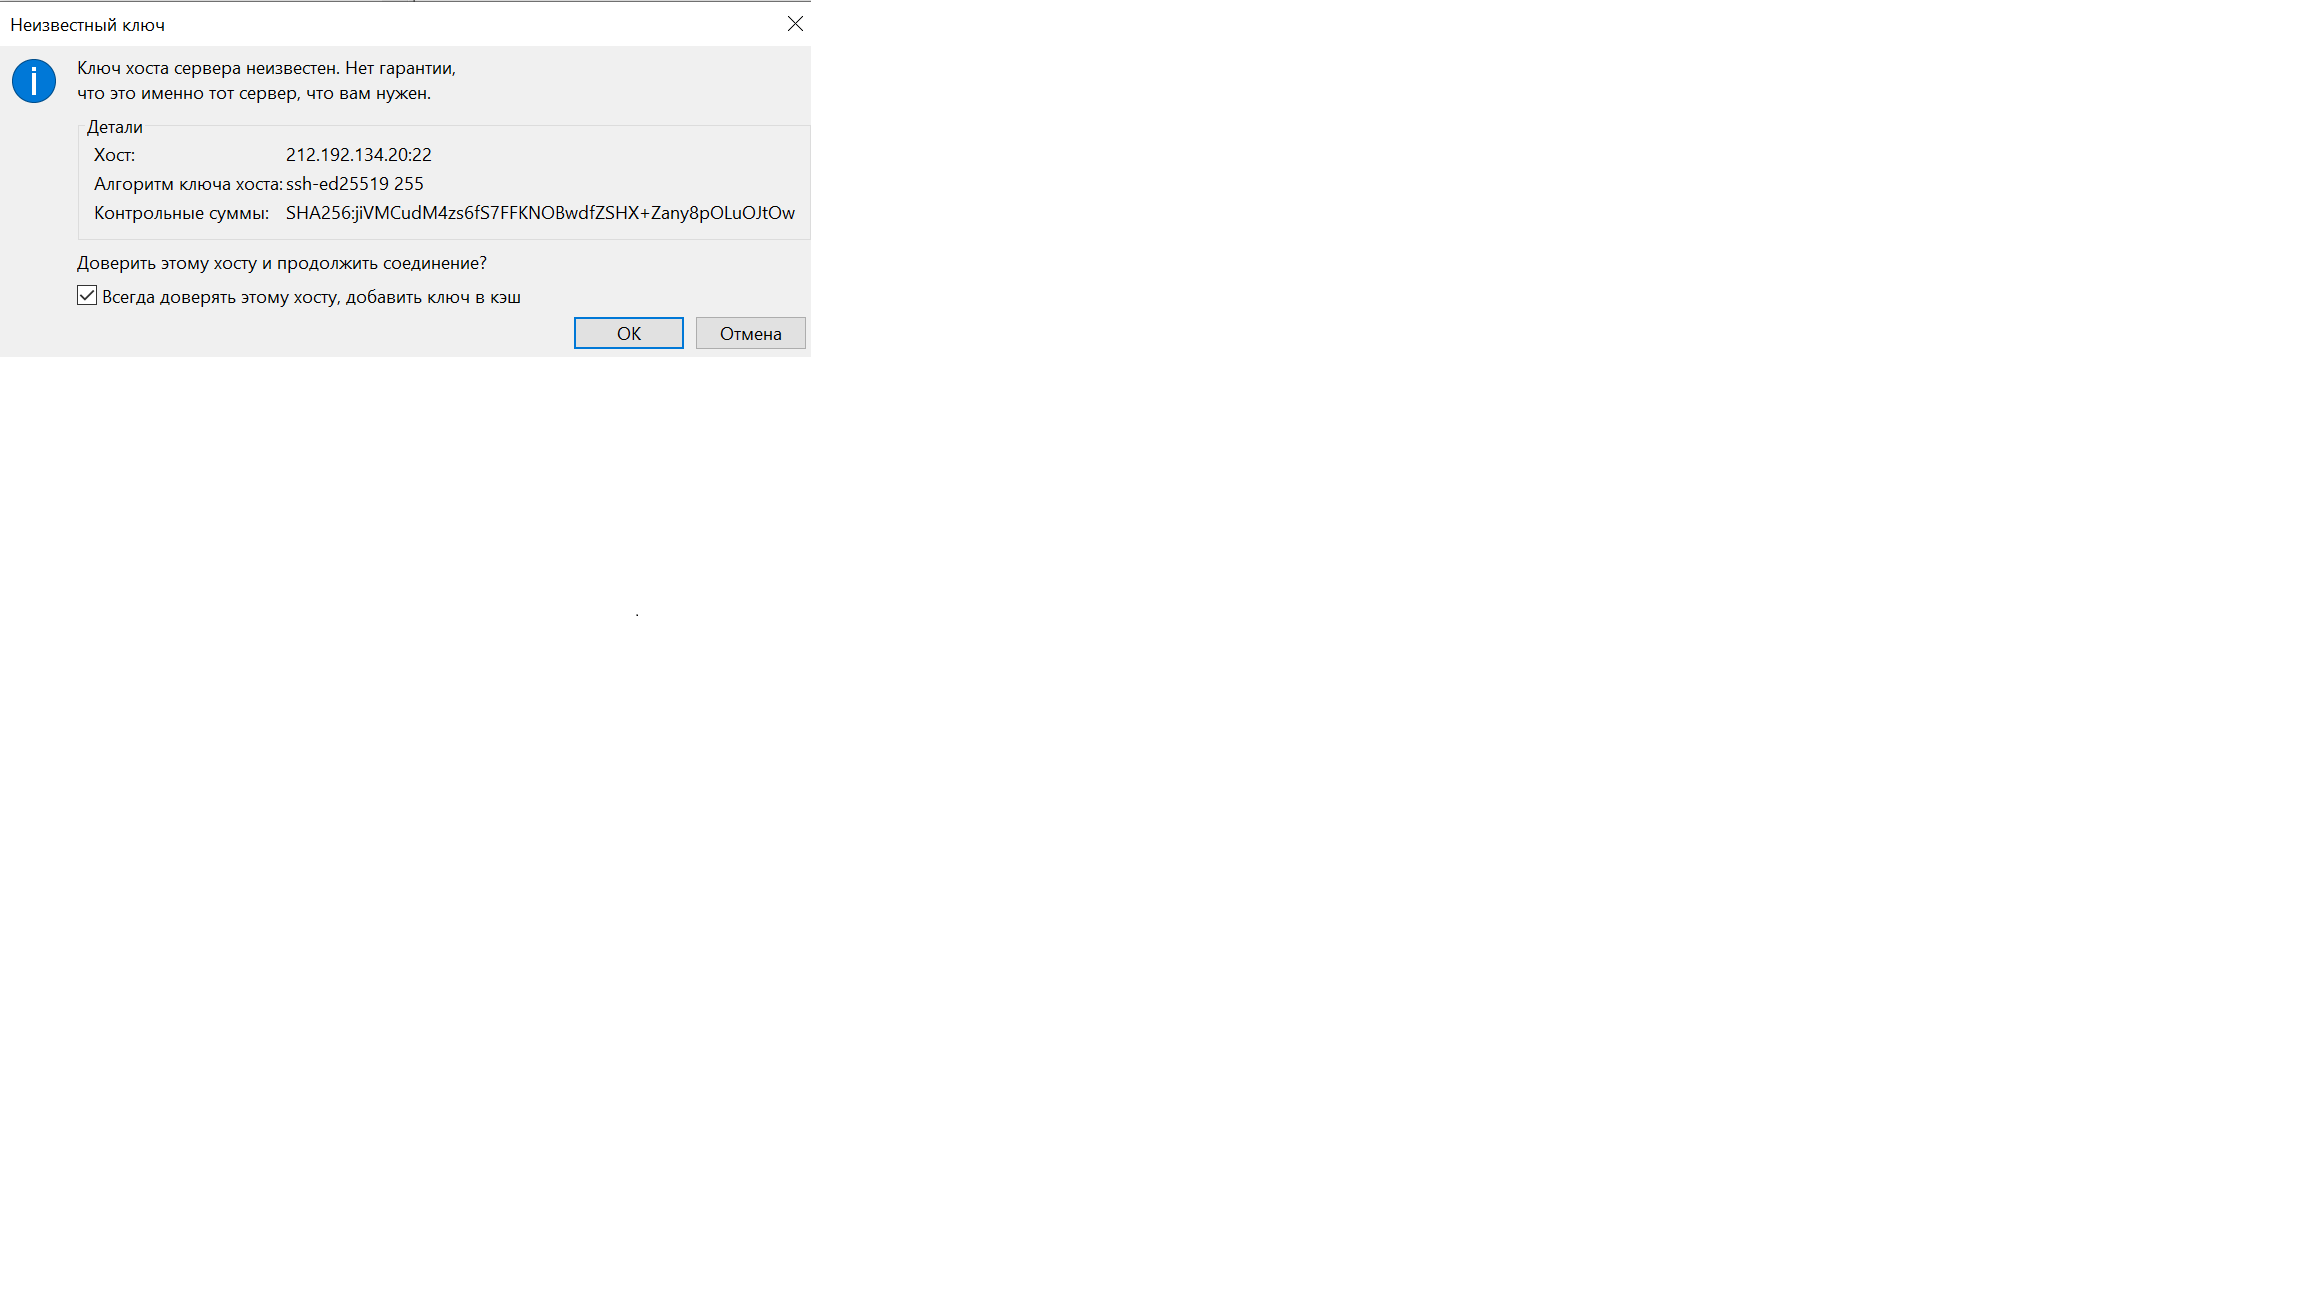 Неизвестный ключ
Ключ хоста сервера неизвестен. Нет гарантии,
что это именно тот сервер, что вам нужен.
Детали
Хост: 212.192.134.20:22
Алгоритм ключа хоста: ssh-ed25519 255
Контрольные суммы: SHA256:jiVMCudM4zs6fS7FFKNOBwdfZSHX+Zany8pOLuOJtOw
Доверить этому хосту и продолжить соединение?
Всегда доверять этому хосту, добавить ключ в кэш
OK Отмена